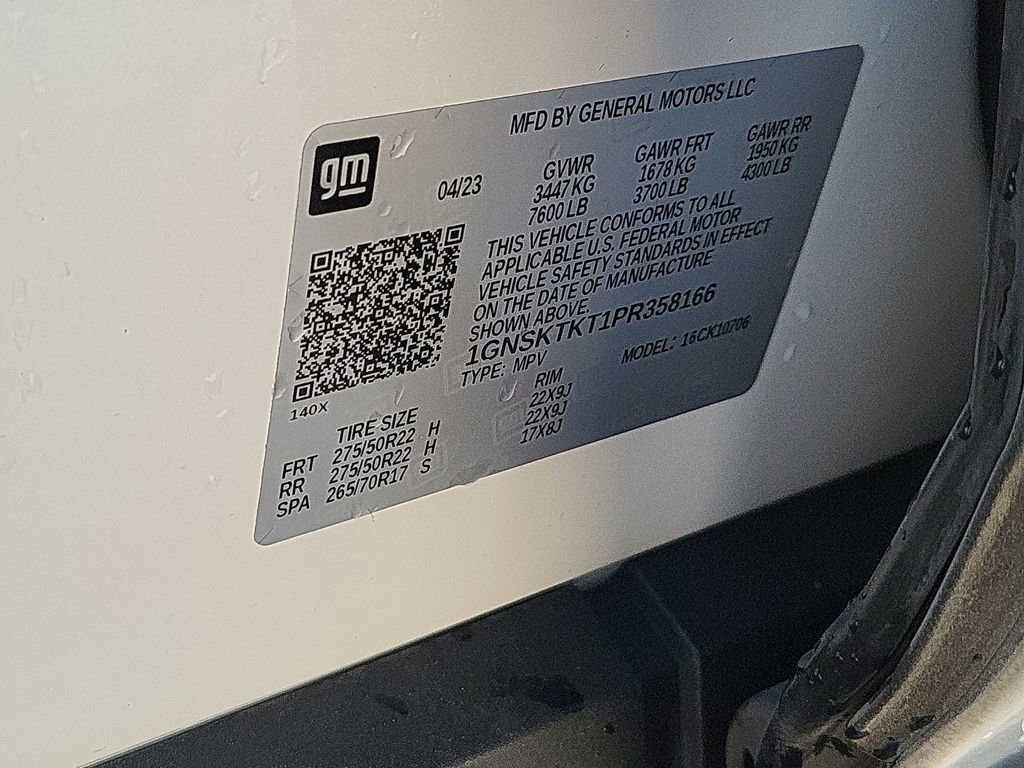 gm
MFD BY GENERAL MOTORS LLC
04/23
GVWR
3447 KG
7600 LB
GAWR FRT
1678 KG
3700 LB
GAWR RR
1950 KG
4300 LB
THIS VEHICLE CONFORMS TO ALL
APPLICABLE U.S. FEDERAL MOTOR
VEHICLE SAFETY STANDARDS IN EFFECT
ON THE DATE OF MANUFACTURE
SHOWN ABOVE.
1GNSKTKT1PR358166
TYPE: MPV MODEL: 16CK10706
140X
TIRE SIZE RIM
FRT 275/50R22 H 22X9J
RR 275/50R22 H 22X9J
SPA 265/70R17 S 17X8J